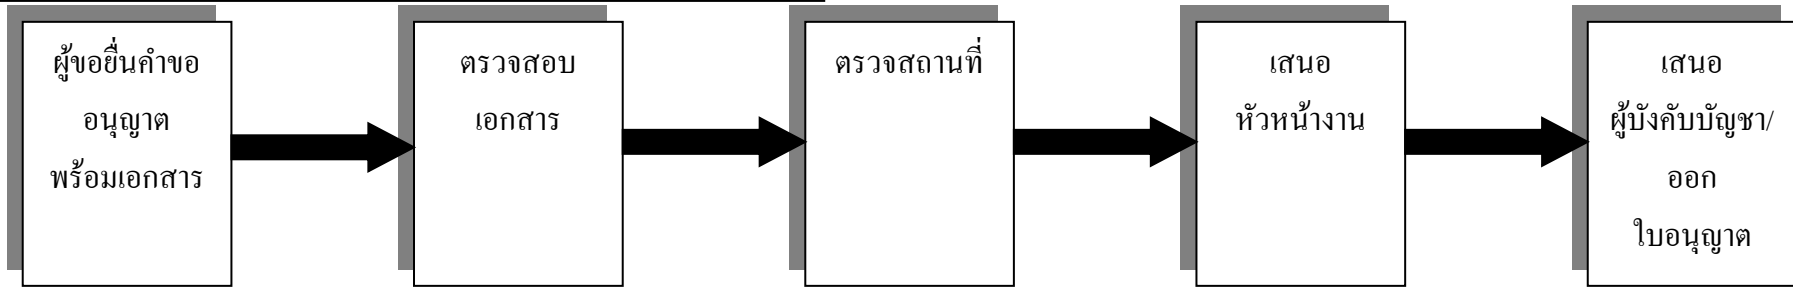 ผู้ขอยื่นคำขอ
อนุญาต
พร้อมเอกสาร
ตรวจสอบ
เอกสาร
ตรวจสถานที่
เสนอ
หัวหน้างาน
เสนอ
ผู้บังคับบัญชา/
ออก
ใบอนุญาต